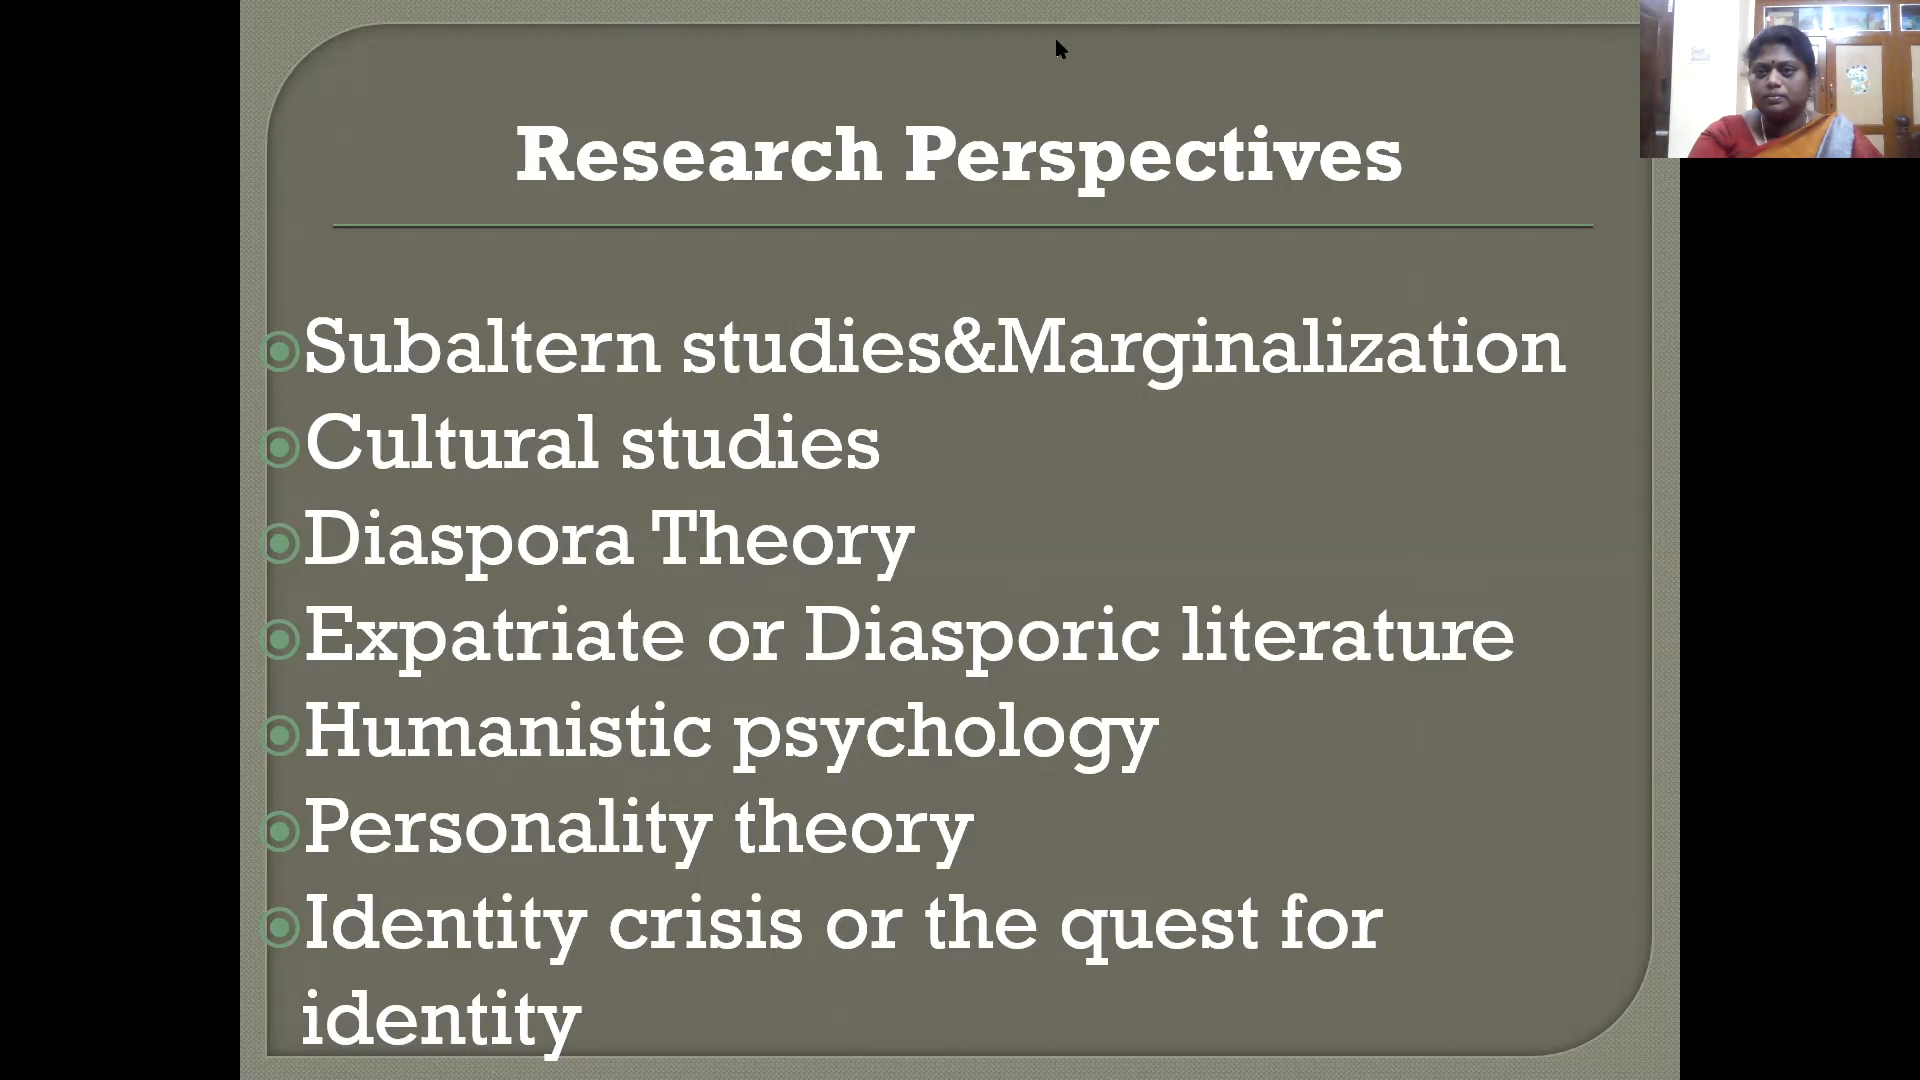 Research Perspectives
Subaltern studies&Marginalization
Cultural studies
Diaspora Theory
Expatriate or Diasporic literature
Humanistic psychology
Personality theory
Identity crisis or the quest for
identity